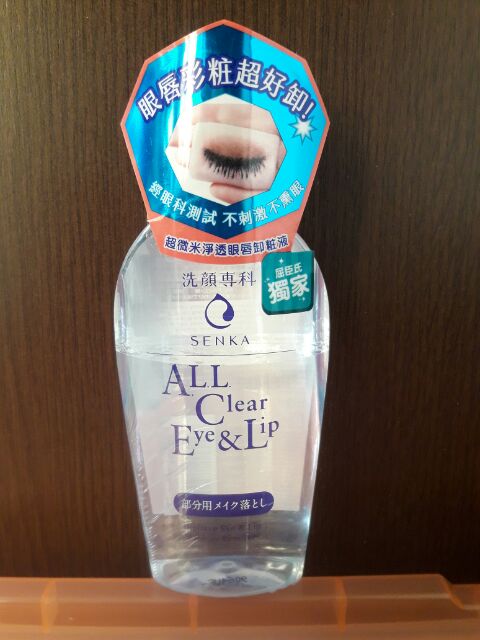 眼唇彩粧超好卸!
經眼科測試 不刺激不熏眼
超微米淨透眼唇卸粧液
屈臣氏
獨家
洗顔専科
SENKA
ALL
Clear
Eye&Lip
部分用メイク落とし